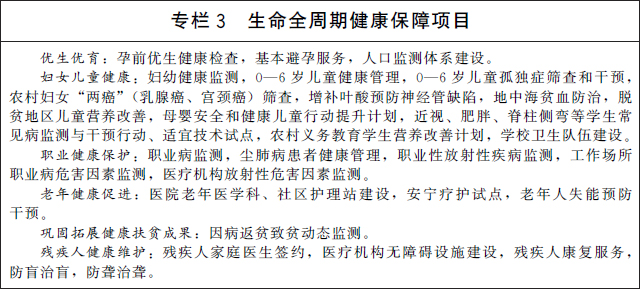 专栏 3 生命全周期健康保障项目
优生优育：孕前优生健康检查，基本避孕服务，人口监测体系建设。
妇女儿童健康：妇幼健康监测，0—6 岁儿童健康管理，0—6 岁儿童孤独症筛查和干预，
农村妇女“两癌”（乳腺癌、宫颈癌）筛查，增补叶酸预防神经管缺陷，地中海贫血防治，脱
贫地区儿童营养改善，母婴安全和健康儿童行动提升计划，近视、肥胖、脊柱侧弯等学生常
见病监测与干预行动、适宜技术试点，农村义务教育学生营养改善计划，学校卫生队伍建设。
职业健康保护：职业病监测，尘肺病患者健康管理，职业性放射性疾病监测，工作场所
职业病危害因素监测，医疗机构放射性危害因素监测。
老年健康促进：医院老年医学科、社区护理站建设，安宁疗护试点，老年人失能预防
干预。
巩固拓展健康扶贫成果：因病返贫致贫动态监测。
残疾人健康维护：残疾人家庭医生签约，医疗机构无障碍设施建设，残疾人康复服务，
防盲治盲，防聋治聋。